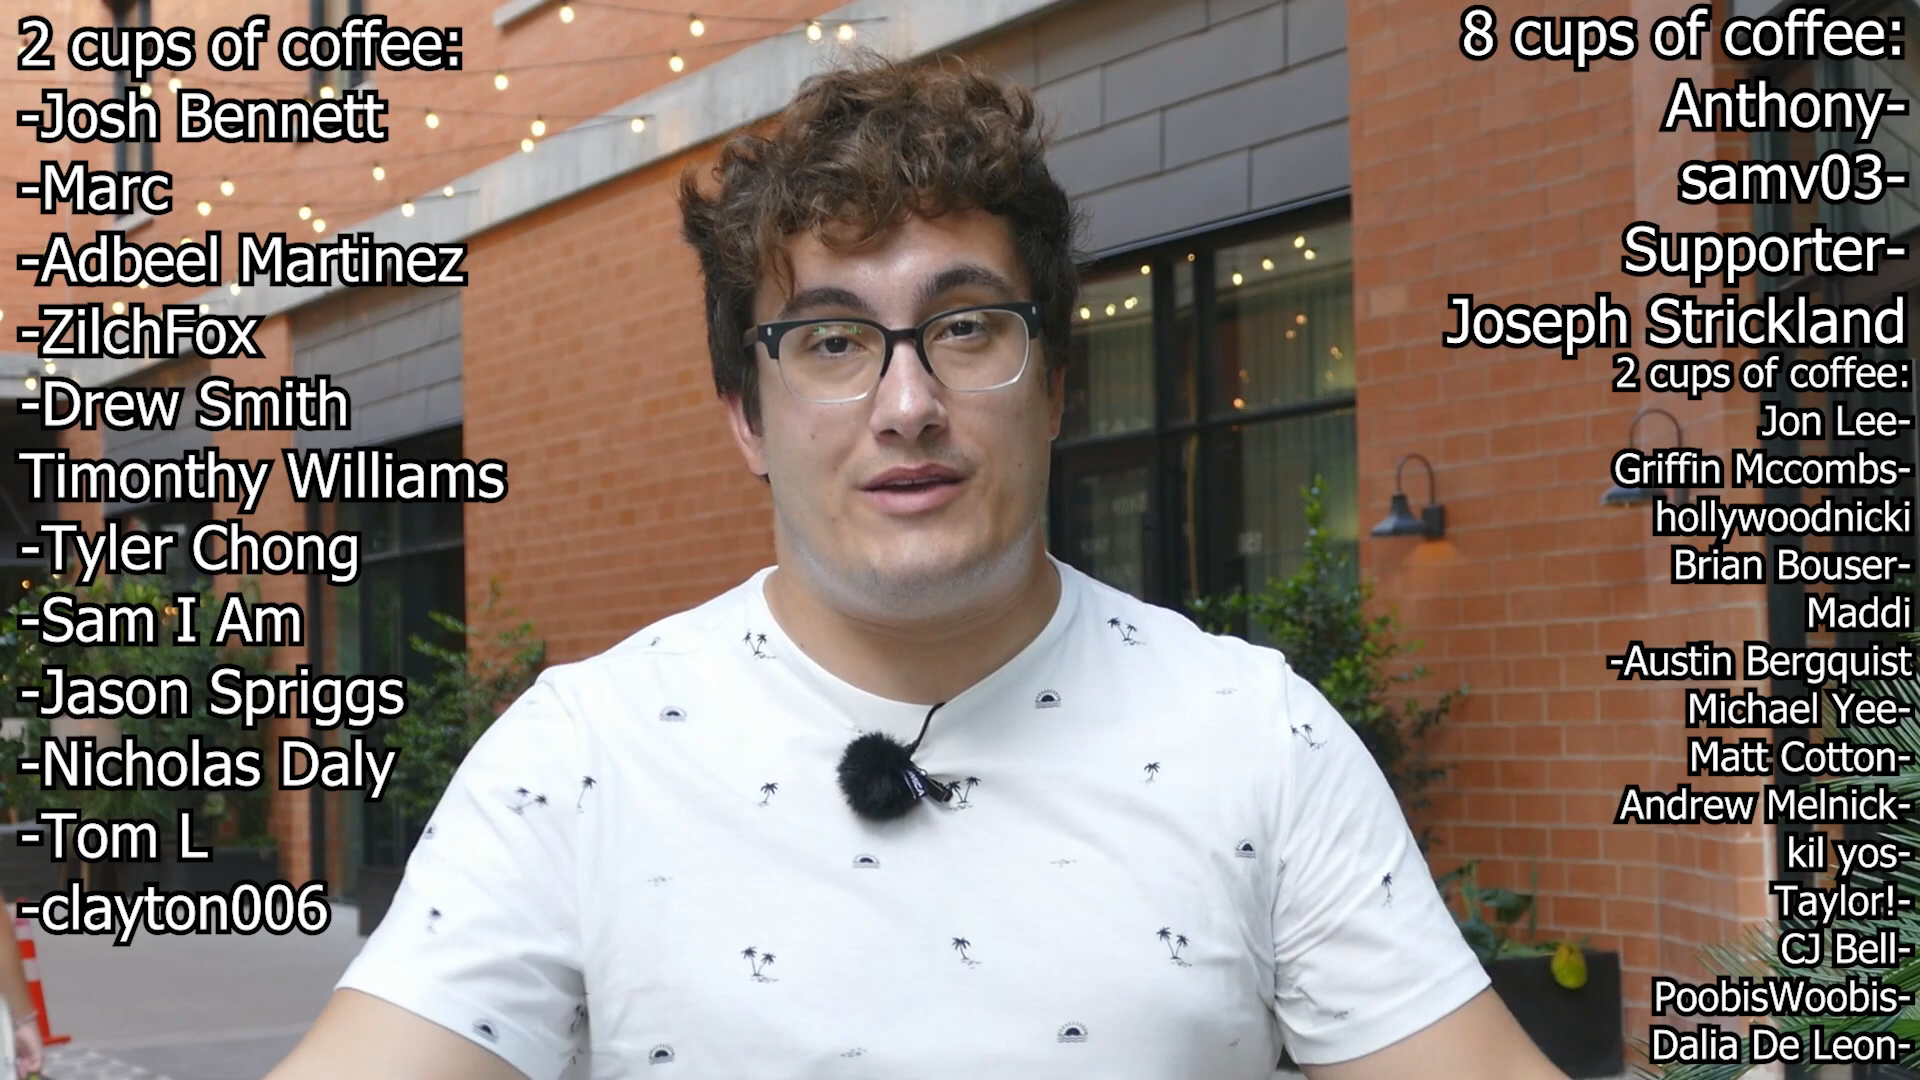 2 cups of coffee:
-Josh Bennett
-Marc
-Adbeel Martinez
-ZilchFox
-Drew Smith
Timonthy Williams
-Tyler Chong
-Sam I Am
-Jason Spriggs
-Nicholas Daly
-Tom L
-clayton006
8 cups of coffee:
Anthony-
samv03-
Supporter-
Joseph Strickland
2 cups of coffee:
Jon Lee-
Griffin Mccombs-
hollywoodnicki
Brian Bouser-
Maddi
-Austin Bergquist
Michael Yee-
Matt Cotton-
Andrew Melnick-
kil yos-
Taylor!-
CJ Bell-
PoobisWoobis-
Dalia De Leon-